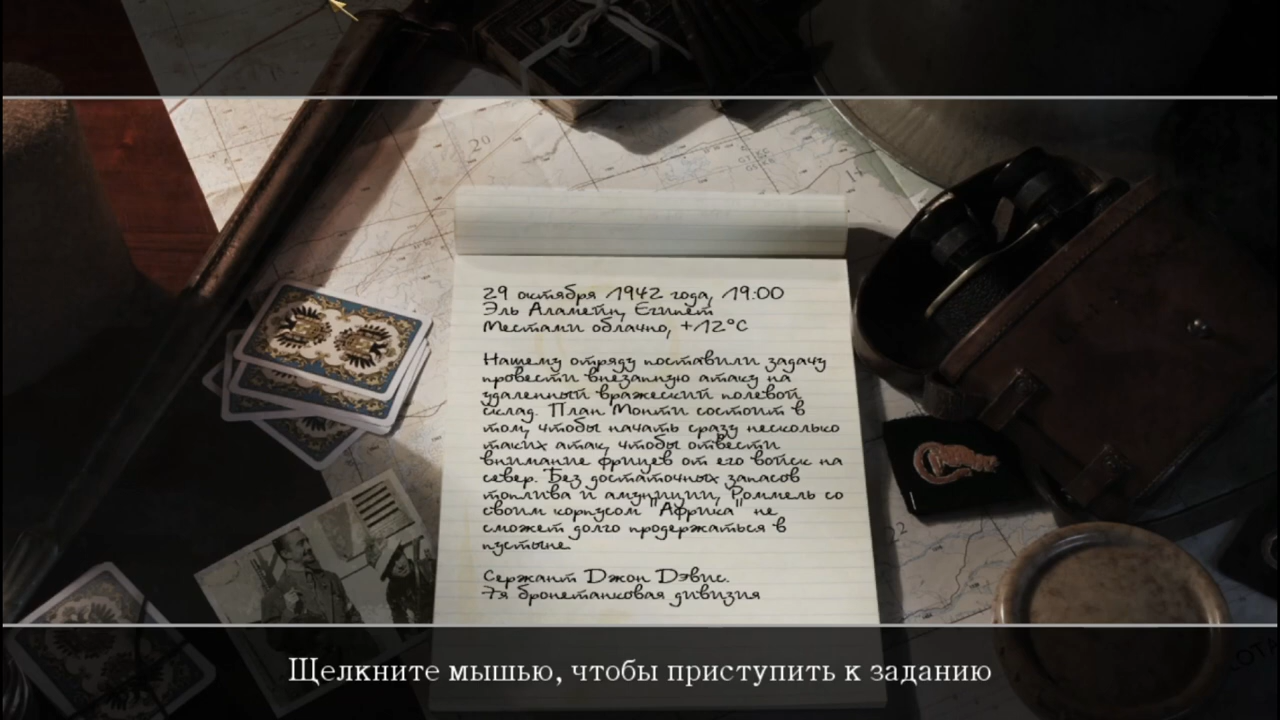 29 октября 1942 года, 19:00
Эль Аламейн, Египет
Местами облачно, +12°C
Нашему отряду поставили задачу
провести внезапную атаку на
удаленный вражеский полевой
склад. План Монти состоит в
том, чтобы начать сразу несколько
таких атак, чтобы отвести
внимание фрицев от его войск на
север. Без достаточных запасов
топлива и амуниции, Роммель со
своим корпусом "Африка" не
сможет долго продержаться в
пустыне.
Сержант Джон Дэвис.
7я бронетанковая дивизия
Щелкните мышью, чтобы приступить к заданию